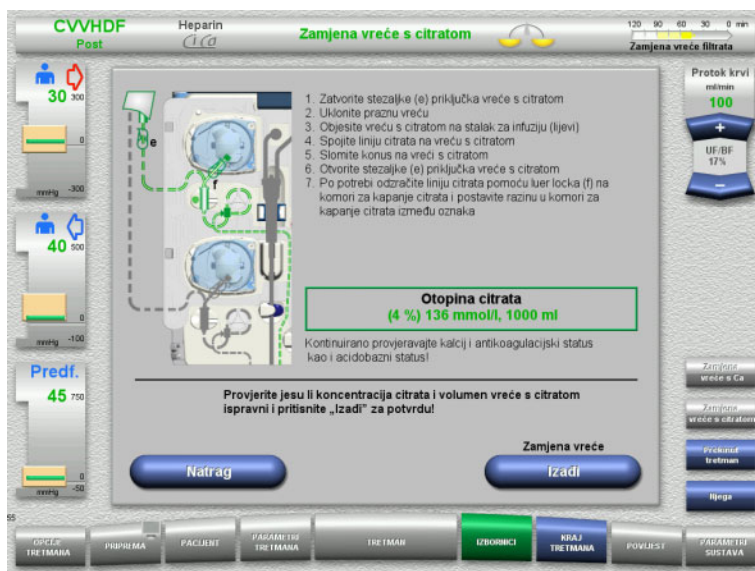 CVVHDF
Post
Heparin
Ci Ca
Zamjena vreće s citratom
120 90 60 30 0 min
Zamjena vreće filtrata
30 300
0
mmHg -300
40 500
0
mmHg -100
Predf.
45 750
0
mmHg -50
e
f
1. Zatvorite stezaljke (e) priključka vreće s citratom
2. Uklonite praznu vreću
3. Objesite vreću s citratom na stalak za infuziju (lijevi)
4. Spojite liniju citrata na vreću s citratom
5. Slomite konus na vreći s citratom
6. Otvorite stezaljke (e) priključka vreće s citratom
7. Po potrebi odzračite liniju citrata pomoću luer locka (f) na
komori za kapanje citrata i postavite razinu u komori za
kapanje citrata između oznaka
Otopina citrata
(4 %) 136 mmol/l, 1000 ml
Kontinuirano provjeravajte kalcij i antikoagulacijski status
kao i acidobazni status!
Provjerite jesu li koncentracija citrata i volumen vreće s citratom
ispravni i pritisnite „Izađi” za potvrdu!
Natrag
Zamjena vreće
Izađi
Protok krvi
ml/min
100
+
UF/BF
17%
−
Zamjena
vreće s Ca
Zamjena
vreće s citratom
Prekinuti
tretman
Njega
55
OPCIJE
TRETMANA
PRIPREMA
PACIJENT
PARAMETRI
TRETMANA
TRETMAN
IZBORNICI
KRAJ
TRETMANA
POVIJEST
PARAMETRI
SUSTAVA